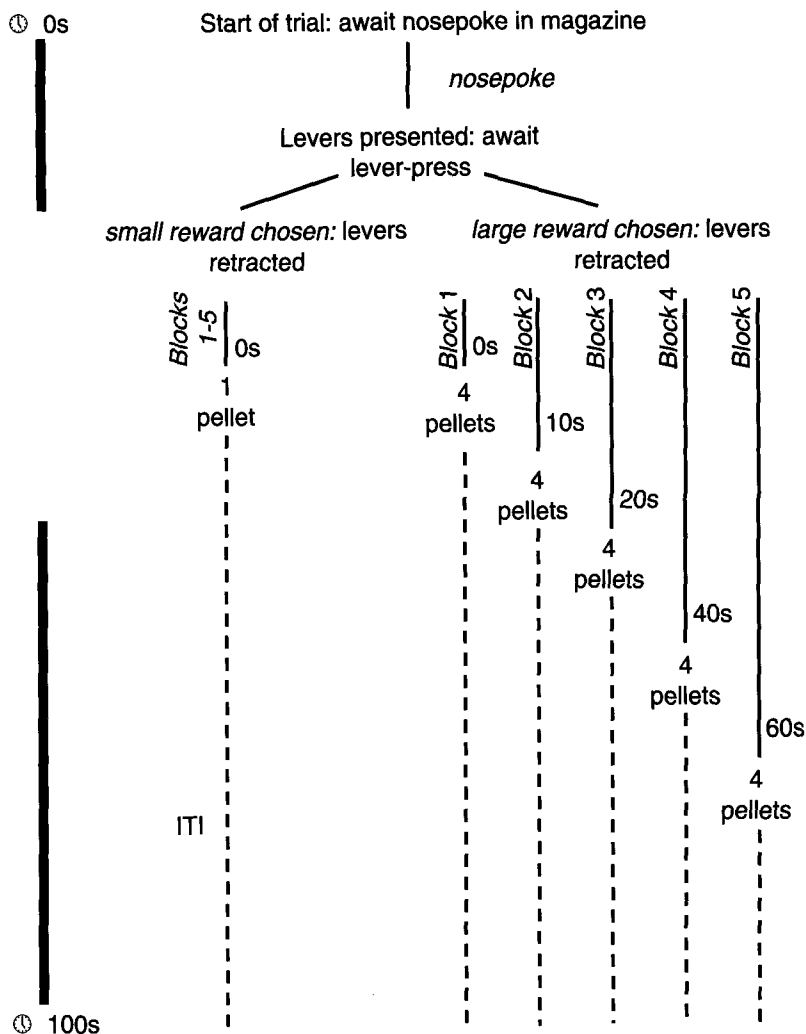 0s
Start of trial: await nosepoke in magazine
nosepoke
Levers presented: await
lever-press
small reward chosen: levers
retracted
large reward chosen: levers
retracted
Blocks
1-5
0s
1
pellet
Block 1
0s
4
pellets
Block 2
10s
4
pellets
Block 3
20s
4
pellets
Block 4
40s
4
pellets
Block 5
60s
4
pellets
ITI
100s